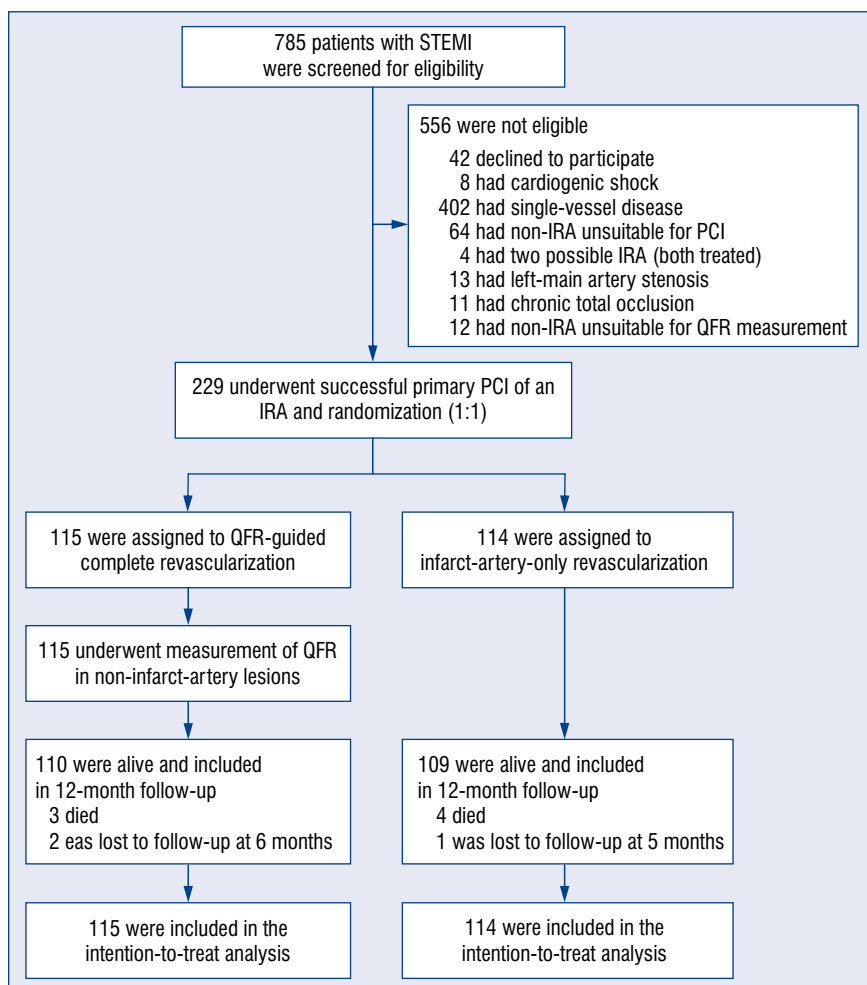 785 patients with STEMI
were screened for eligibility
556 were not eligible
42 declined to participate
8 had cardiogenic shock
402 had single-vessel disease
64 had non-IRA unsuitable for PCI
4 had two possible IRA (both treated)
13 had left-main artery stenosis
11 had chronic total occlusion
12 had non-IRA unsuitable for QFR measurement
229 underwent successful primary PCI of an
IRA and randomization (1:1)
115 were assigned to QFR-guided
complete revascularization
114 were assigned to
infarct-artery-only revascularization
115 underwent measurement of QFR
in non-infarct-artery lesions
110 were alive and included
in 12-month follow-up
3 died
2 eas lost to follow-up at 6 months
109 were alive and included
in 12-month follow-up
4 died
1 was lost to follow-up at 5 months
115 were included in the
intention-to-treat analysis
114 were included in the
intention-to-treat analysis